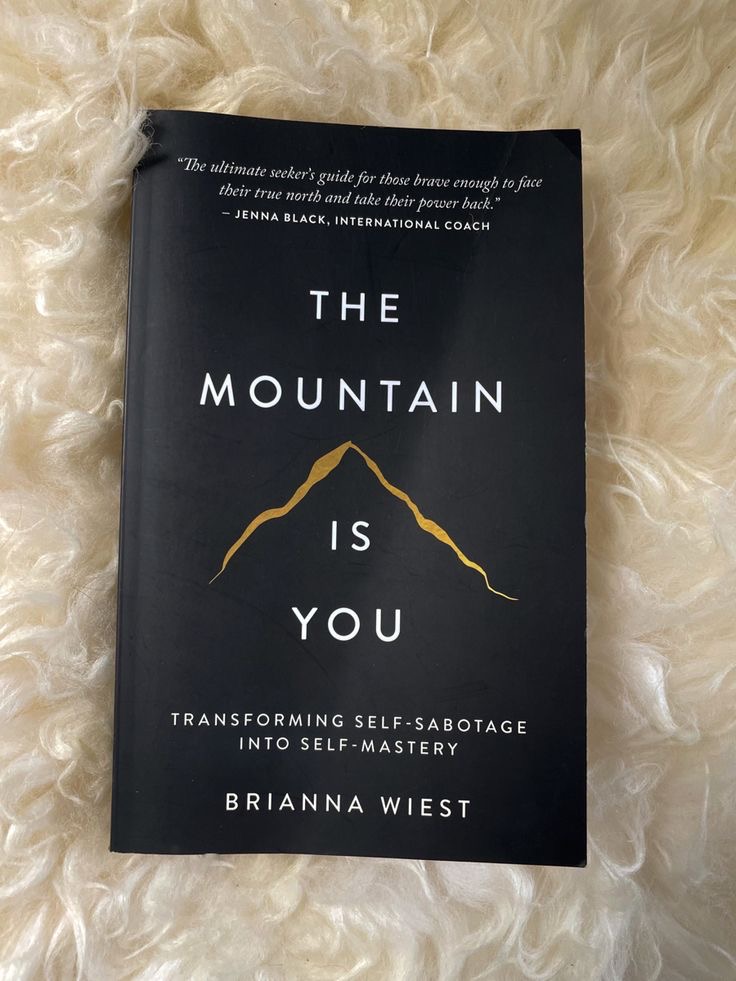 “The ultimate seeker’s guide for those brave enough to face
their true north and take their power back.”
– JENNA BLACK, INTERNATIONAL COACH
THE
MOUNTAIN
IS
YOU
TRANSFORMING SELF-SABOTAGE
INTO SELF-MASTERY
BRIANNA WIEST